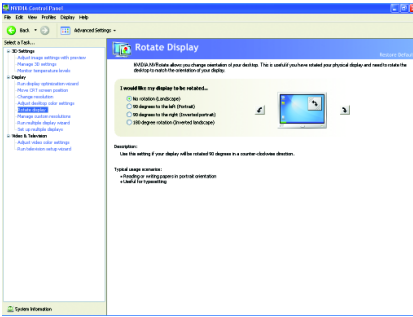 NVIDIA Control Panel
File Edit View Profiles Display Help
Back Advanced Settings
Select a Task...
3D Settings
Adjust image settings with preview
Manage 3D settings
Monitor temperature levels
Display
Run display optimization wizard
Move CRT screen position
Change resolution
Adjust desktop color settings
Rotate display
Manage custom resolutions
Run multiple display wizard
Set up multiple displays
Video & Television
Adjust video color settings
Run television setup wizard
System Information
Rotate Display
Restore Defaults
NVIDIA NVRotate allows you change orientation of your desktop. This is useful if you have rotated your physical display and need to rotate the
desktop to match the orientation of your display.
I would like my display to be rotated...
No rotation (Landscape)
90 degrees to the left (Portrait)
90 degrees to the right (Inverted portrait)
180 degree rotation (Inverted landscape)
Description:
Use this setting if your display will be rotated 90 degrees in a counter-clockwise direction.
Typical usage scenarios:
Reading or writing papers in portrait orientation
Useful for typewriting